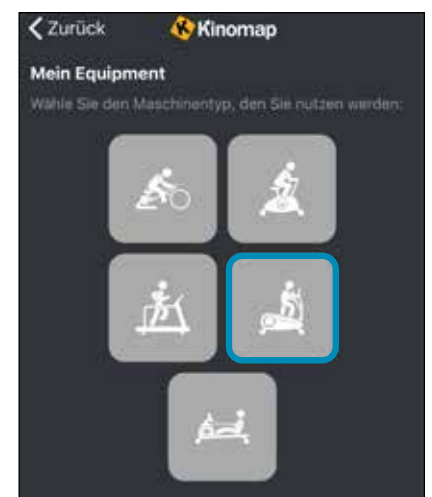 Zurück
Kinomap
Mein Equipment
Wähle Sie den Maschinentyp, den Sie nutzen werden: